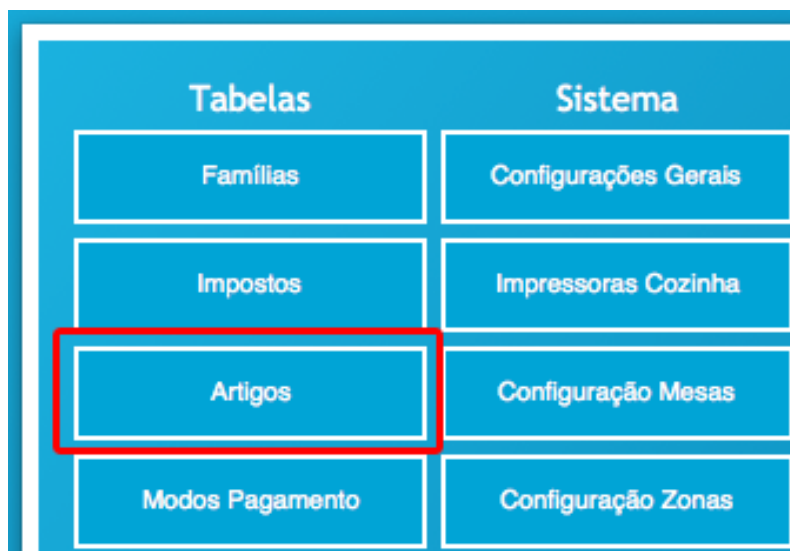 Tabelas
Sistema
Famílias
Configurações Gerais
Impostos
Impressoras Cozinha
Artigos
Configuração Mesas
Modos Pagamento
Configuração Zonas